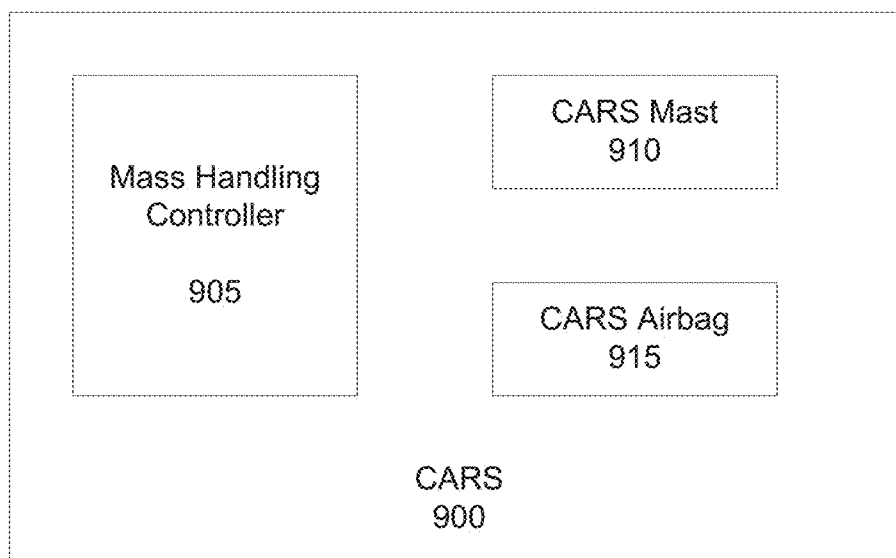 Mass Handling
Controller
905
CARS Mast
910
CARS Airbag
915
CARS
900